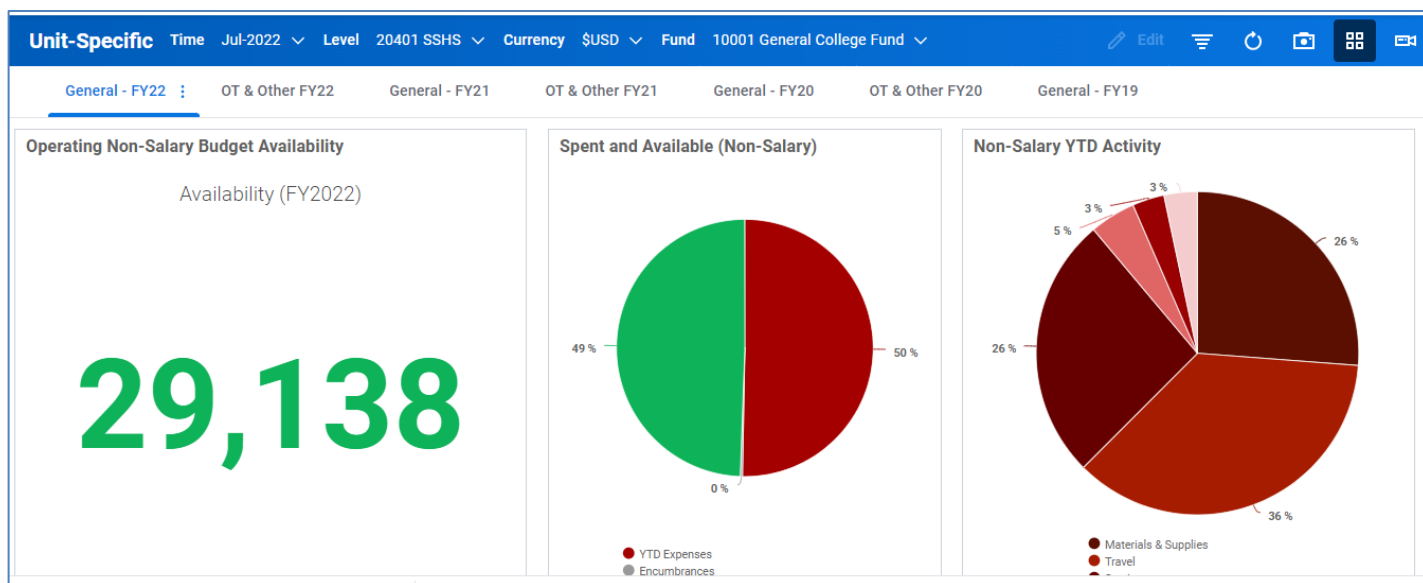 Unit-Specific Time Jul-2022 Level 20401 SSHS Currency $USD Fund 10001 General College Fund Edit
General - FY22 OT & Other FY22 General - FY21 OT & Other FY21 General - FY20 OT & Other FY20 General - FY19
Operating Non-Salary Budget Availability
Availability (FY2022)
29,138
Spent and Available (Non-Salary)
49 %
50 %
0 %
YTD Expenses
Encumbrances
Non-Salary YTD Activity
3 %
3 %
5 %
26 %
26 %
36 %
Materials & Supplies
Travel